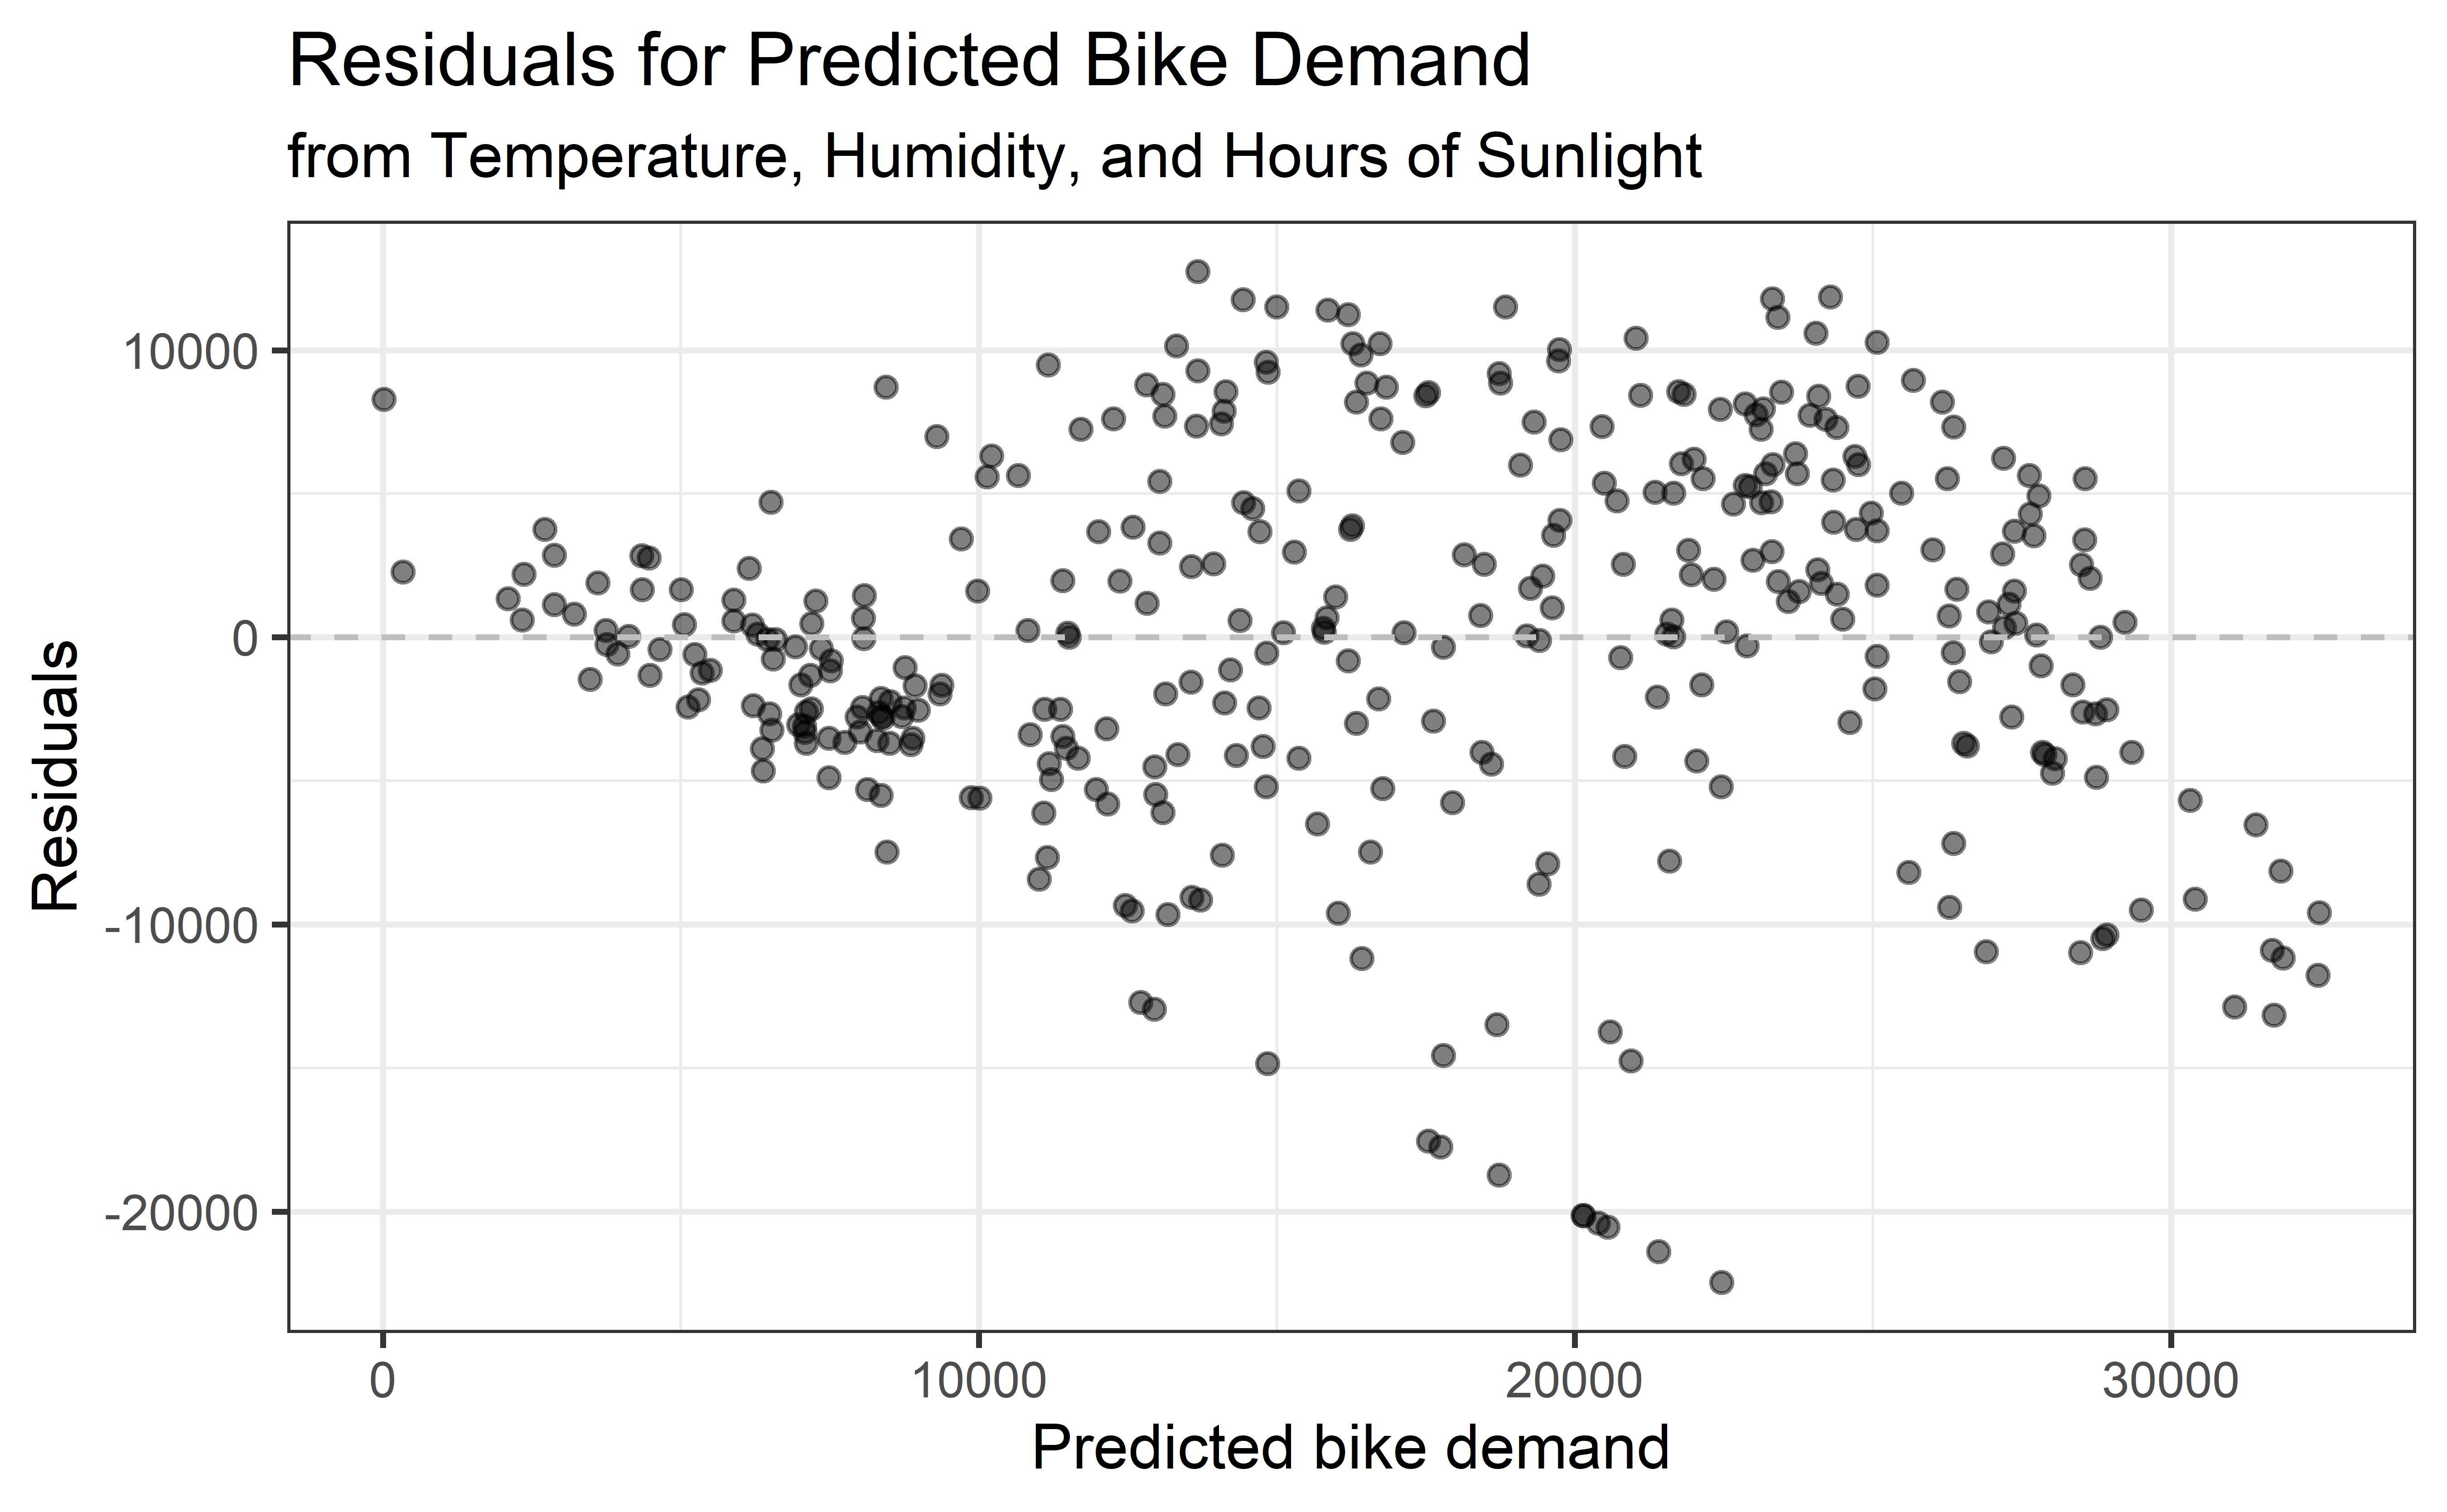 Residuals for Predicted Bike Demand
from Temperature, Humidity, and Hours of Sunlight
Residuals
10000
0
-10000
-20000
0 10000 20000 30000
Predicted bike demand